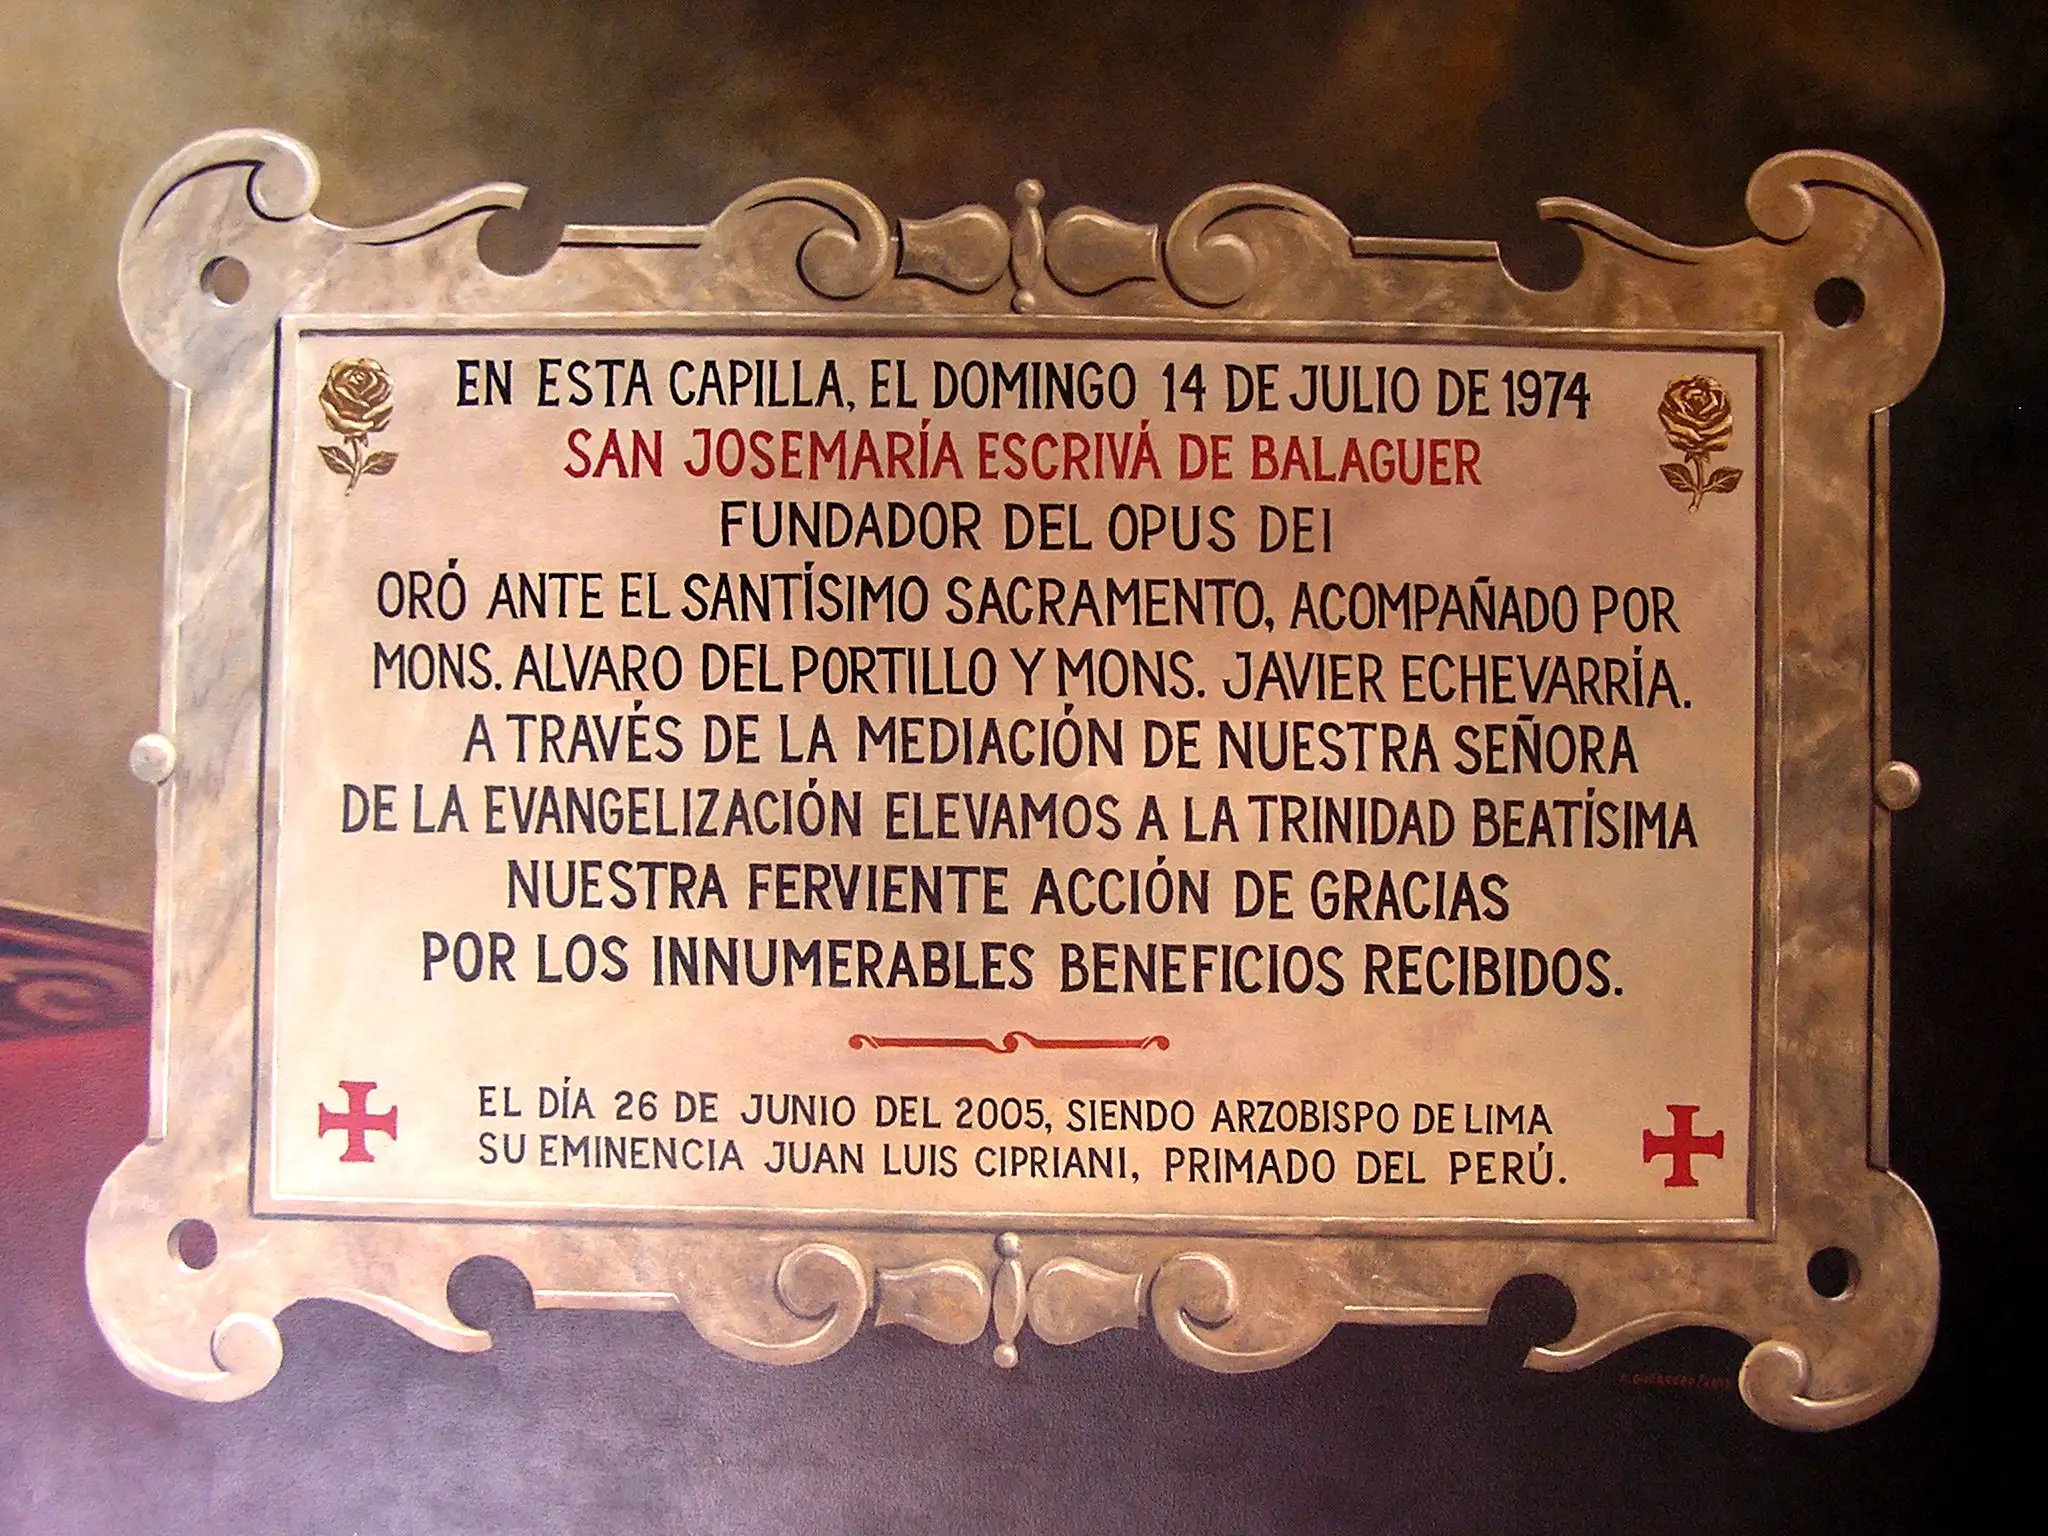 EN ESTA CAPILLA, EL DOMINGO 14 DE JULIO DE 1974
SAN JOSEMARÍA ESCRIVÁ DE BALAGUER
FUNDADOR DEL OPUS DEI
ORÓ ANTE EL SANTÍSIMO SACRAMENTO, ACOMPAÑADO POR
MONS. ALVARO DEL PORTILLO Y MONS. JAVIER ECHEVARRÍA.
A TRAVÉS DE LA MEDIACIÓN DE NUESTRA SEÑORA
DE LA EVANGELIZACIÓN ELEVAMOS A LA TRINIDAD BEATÍSIMA
NUESTRA FERVIENTE ACCIÓN DE GRACIAS
POR LOS INNUMERABLES BENEFICIOS RECIBIDOS.
EL DÍA 26 DE JUNIO DEL 2005, SIENDO ARZOBISPO DE LIMA
SU EMINENCIA JUAN LUIS CIPRIANI, PRIMADO DEL PERÚ.